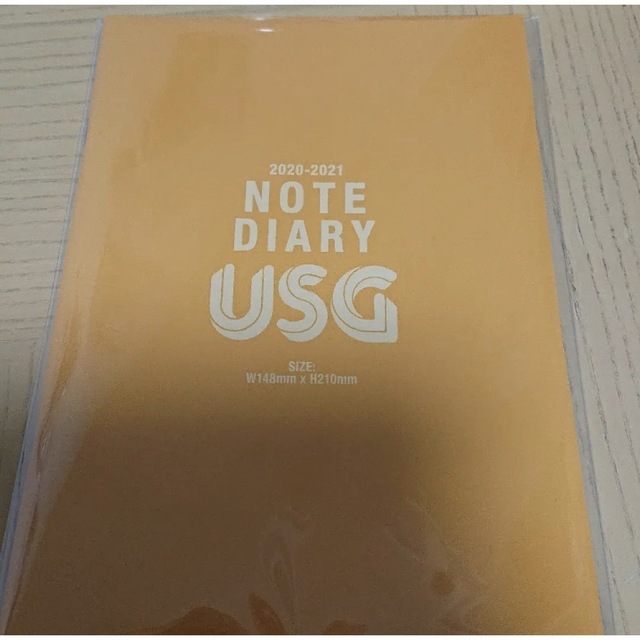 2020-2021
NOTE
DIARY
USG
SIZE:
W148mm x H210mm